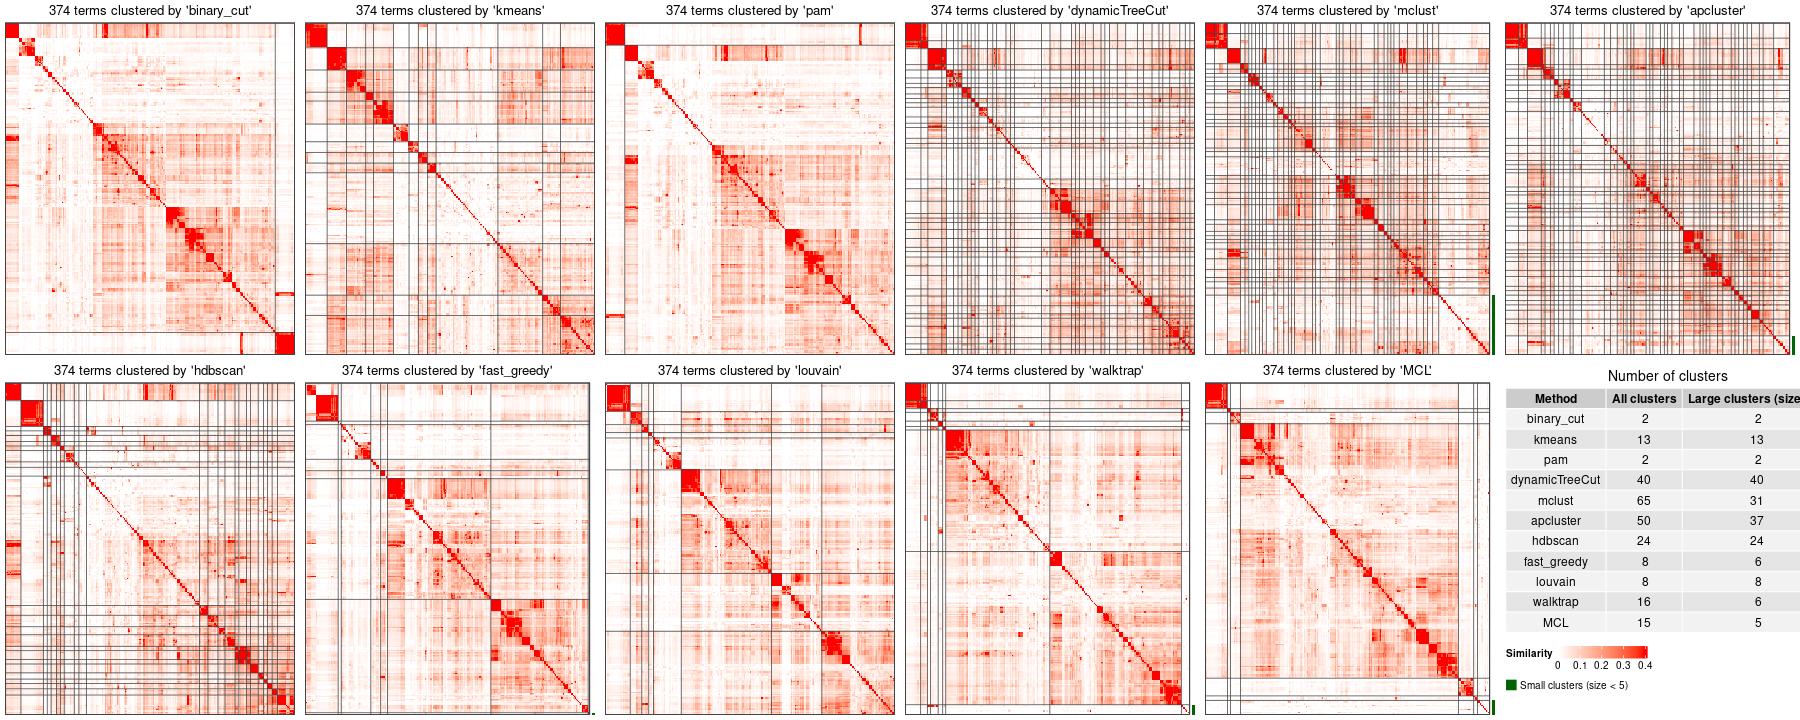 374 terms clustered by 'binary_cut'
374 terms clustered by 'kmeans'
374 terms clustered by 'pam'
374 terms clustered by 'dynamicTreeCut'
374 terms clustered by 'mclust'
374 terms clustered by 'apcluster'
374 terms clustered by 'hdbscan'
374 terms clustered by 'fast_greedy'
374 terms clustered by 'louvain'
374 terms clustered by 'walktrap'
374 terms clustered by 'MCL'
Number of clusters
Method All clusters Large clusters (size
binary_cut 2 2
kmeans 13 13
pam 2 2
dynamicTreeCut 40 40
mclust 65 31
apcluster 50 37
hdbscan 24 24
fast_greedy 8 6
louvain 8 8
walktrap 16 6
MCL 15 5
Similarity
0 0.1 0.2 0.3 0.4
Small clusters (size < 5)